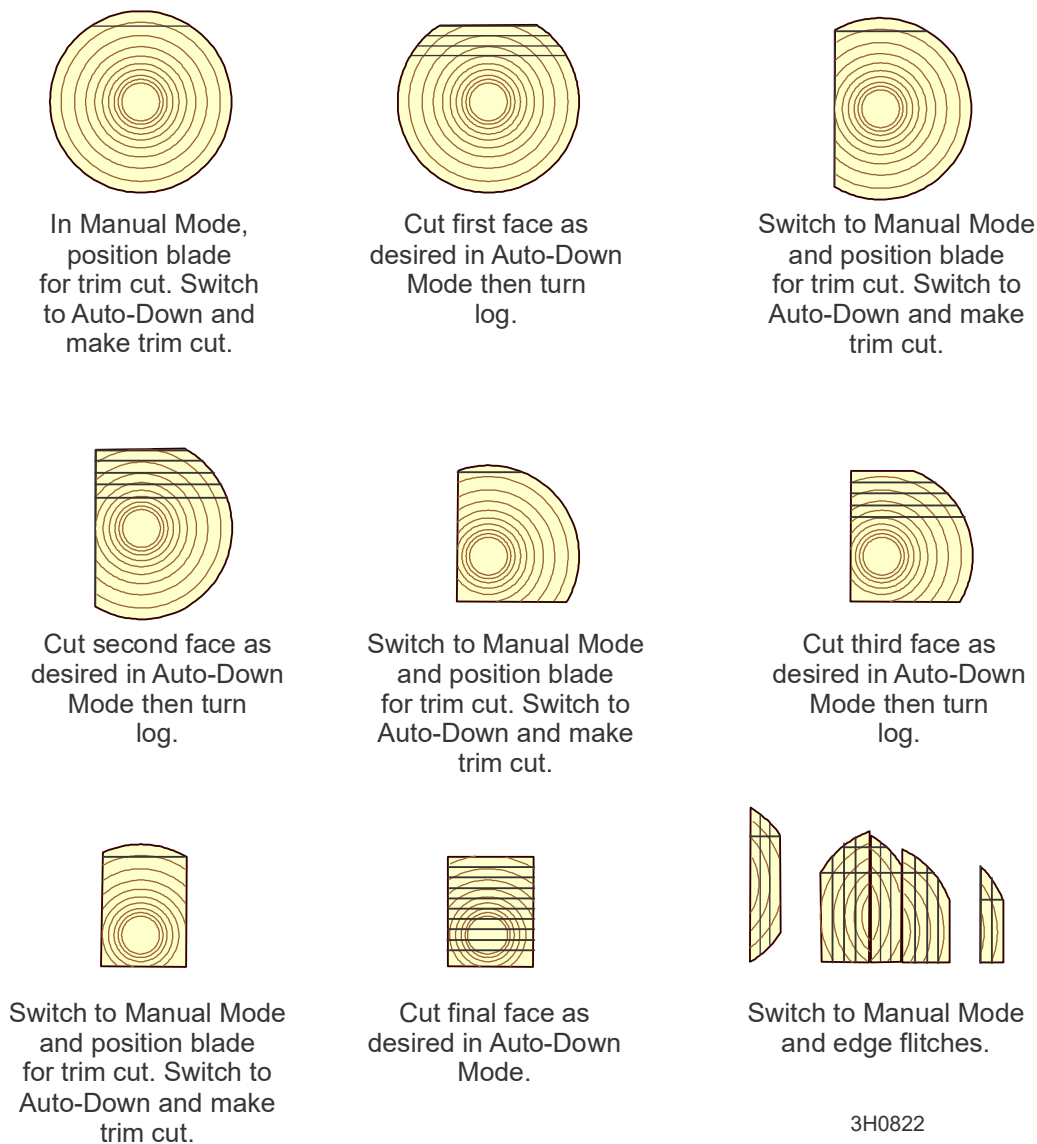 In Manual Mode,
position blade
for trim cut. Switch
to Auto-Down and
make trim cut.
Cut first face as
desired in Auto-Down
Mode then turn
log.
Switch to Manual Mode
and position blade
for trim cut. Switch to
Auto-Down and make
trim cut.
Cut second face as
desired in Auto-Down
Mode then turn
log.
Switch to Manual Mode
and position blade
for trim cut. Switch to
Auto-Down and make
trim cut.
Cut third face as
desired in Auto-Down
Mode then turn
log.
Switch to Manual Mode
and position blade
for trim cut. Switch to
Auto-Down and make
trim cut.
Cut final face as
desired in Auto-Down
Mode.
Switch to Manual Mode
and edge flitches.
3H0822